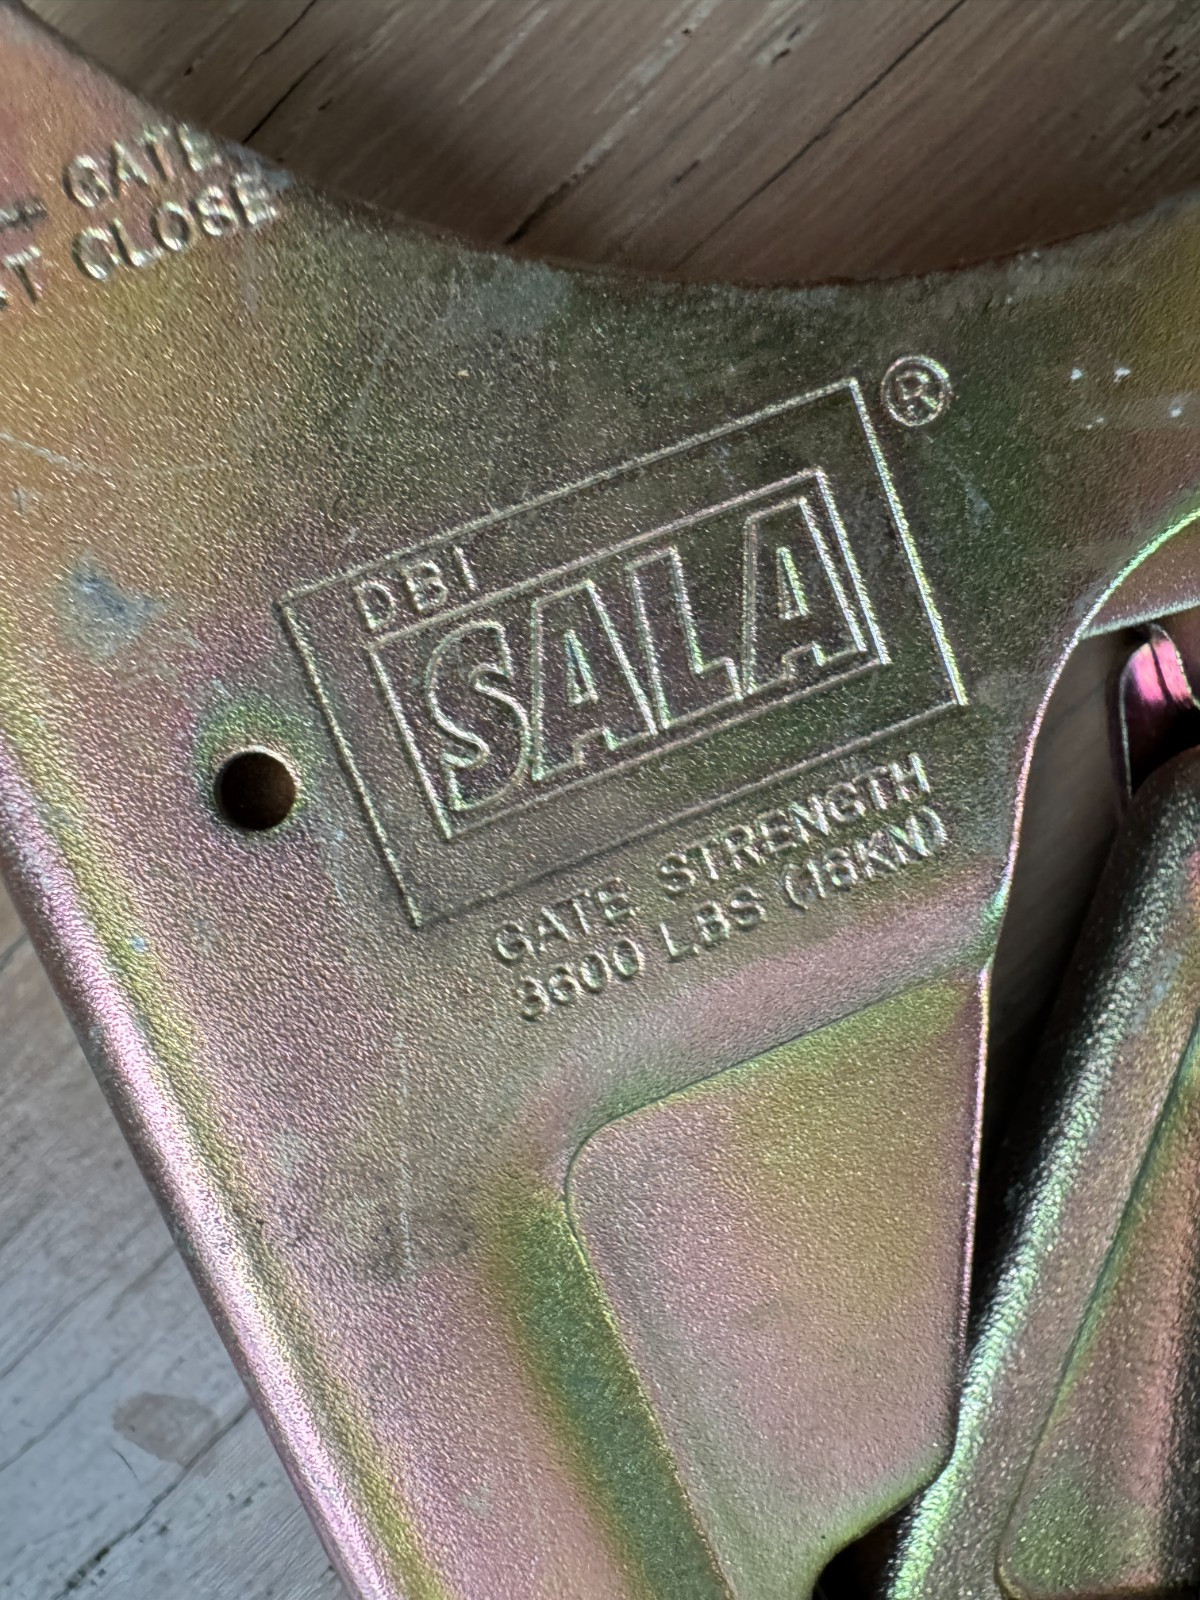 GATE
T CLOSE
®
DBI
SALA
GATE STRENGTH
3600 LBS (16KN)